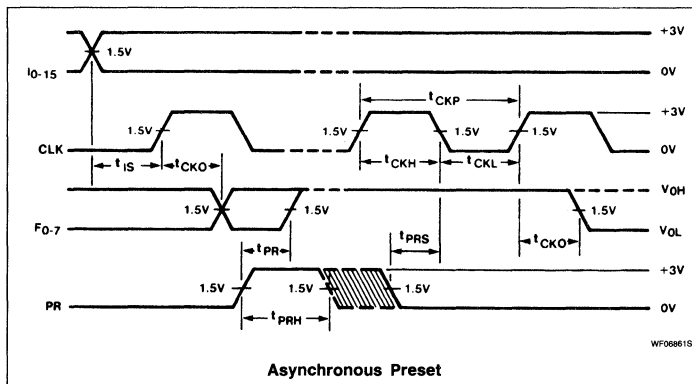 +3V
1.5V
I0-15
0V
tCKP
+3V
1.5V
1.5V
1.5V
1.5V
CLK
0V
tIS
tCKO
tCKH
tCKL
VOH
1.5V
1.5V
1.5V
F0-7
VOL
tPR
tPRS
tCKO
+3V
1.5V
1.5V
1.5V
PR
0V
tPRH
WF06861S
Asynchronous Preset